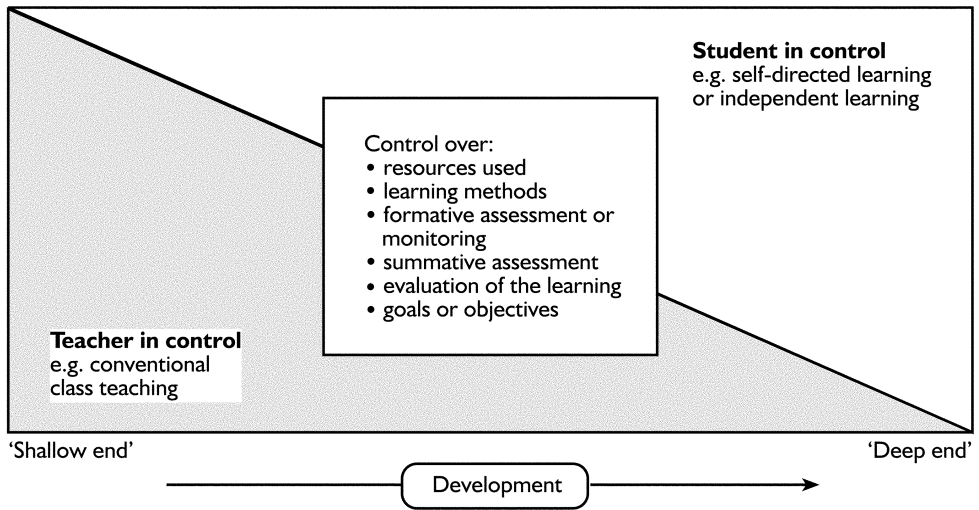 Student in control
e.g. self-directed learning
or independent learning
Control over:
• resources used
• learning methods
• formative assessment or
monitoring
• summative assessment
• evaluation of the learning
• goals or objectives
Teacher in control
e.g. conventional
class teaching
‘Shallow end’
‘Deep end’
Development